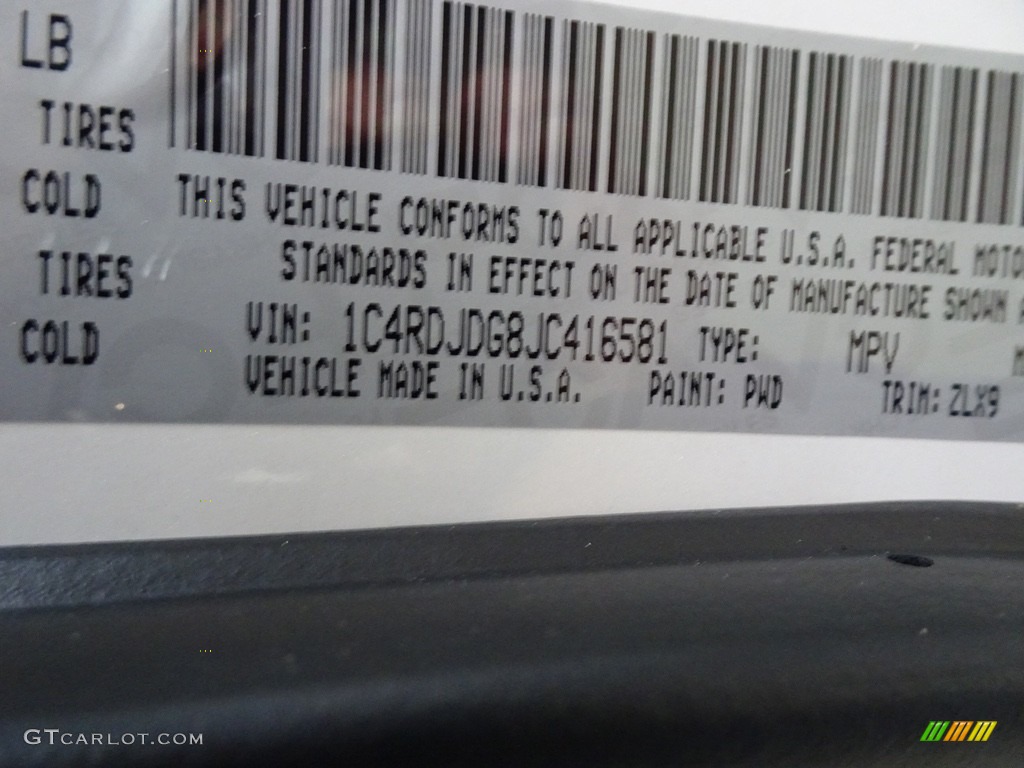 LB
TIRES
COLD
TIRES
COLD
THIS VEHICLE CONFORMS TO ALL APPLICABLE U.S.A. FEDERAL MOTO
STANDARDS IN EFFECT ON THE DATE OF MANUFACTURE SHOWN
VIN: 1C4RDJDG8JC416581 TYPE: MPV
VEHICLE MADE IN U.S.A. PAINT: PWD TRIM: ZLX9
GTCARLOT.COM